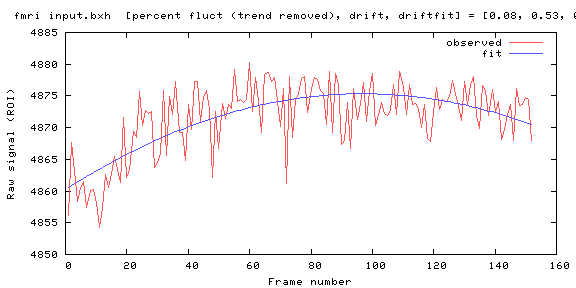 fmri input.bxh [percent fluct (trend removed), drift, driftfit] = [0.08, 0.53, 0
4885
4880
4875
4870
4865
4860
4855
4850
observed
fit
Raw signal (ROI)
0 20 40 60 80 100 120 140 160
Frame number